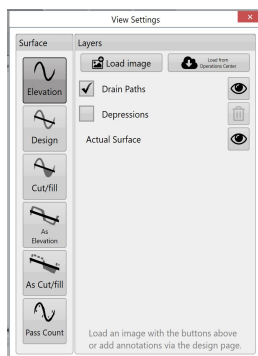 View Settings
x
Surface
Layers
Load image
Load from
Operations Center
Elevation
Drain Paths
Depressions
Design
Actual Surface
Cut/fill
As
Elevation
As Cut/fill
Pass Count
Load an image with the buttons above
or add annotations via the design page.